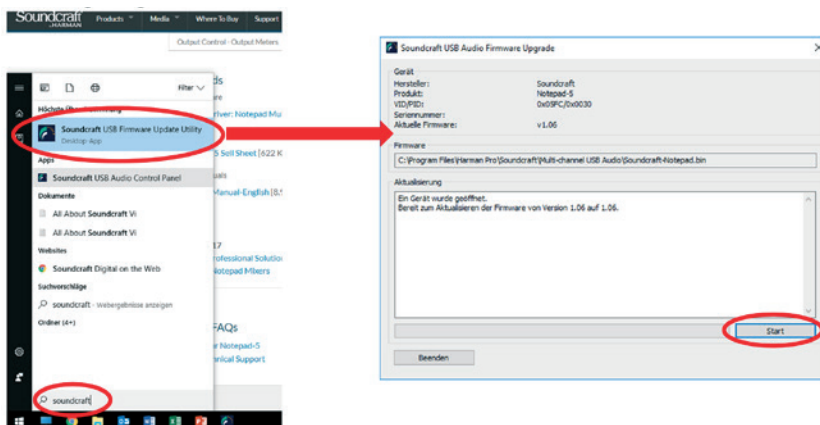 Soundcraft
HARMAN
Products
Media
Where To Buy
Support
Output Control - Output Meters
Filter
Soundcraft USB Firmware Update Utility
Desktop-App
Apps
Soundcraft USB Audio Control Panel
Dokumente
All About Soundcraft Vi
All About Soundcraft Vi
Websites
Soundcraft Digital on the Web
Suchvorschläge
soundcraft - Webergebnisse anzeigen
Ordner (4+)
soundcraft
ds
river: Notepad Mu
5 Sell Sheet [622 K
uals
Manual-English [8.
17
rofessional Solution
Notepad Mixers
FAQs
r Notepad-5
hnical Support
Soundcraft USB Audio Firmware Upgrade
Gerät
Hersteller: Soundcraft
Produkt: Notepad-5
VID/PID: 0x05FC/0x0030
Seriennummer:
Aktuelle Firmware: v1.06
Firmware
C:\Program Files\Harman Pro\Soundcraft\Multi-channel USB Audio\Soundcraft-Notepad.bin
Aktualisierung
Ein Gerät wurde geöffnet.
Bereit zum Aktualisieren der Firmware von Version 1.06 auf 1.06.
Start
Beenden